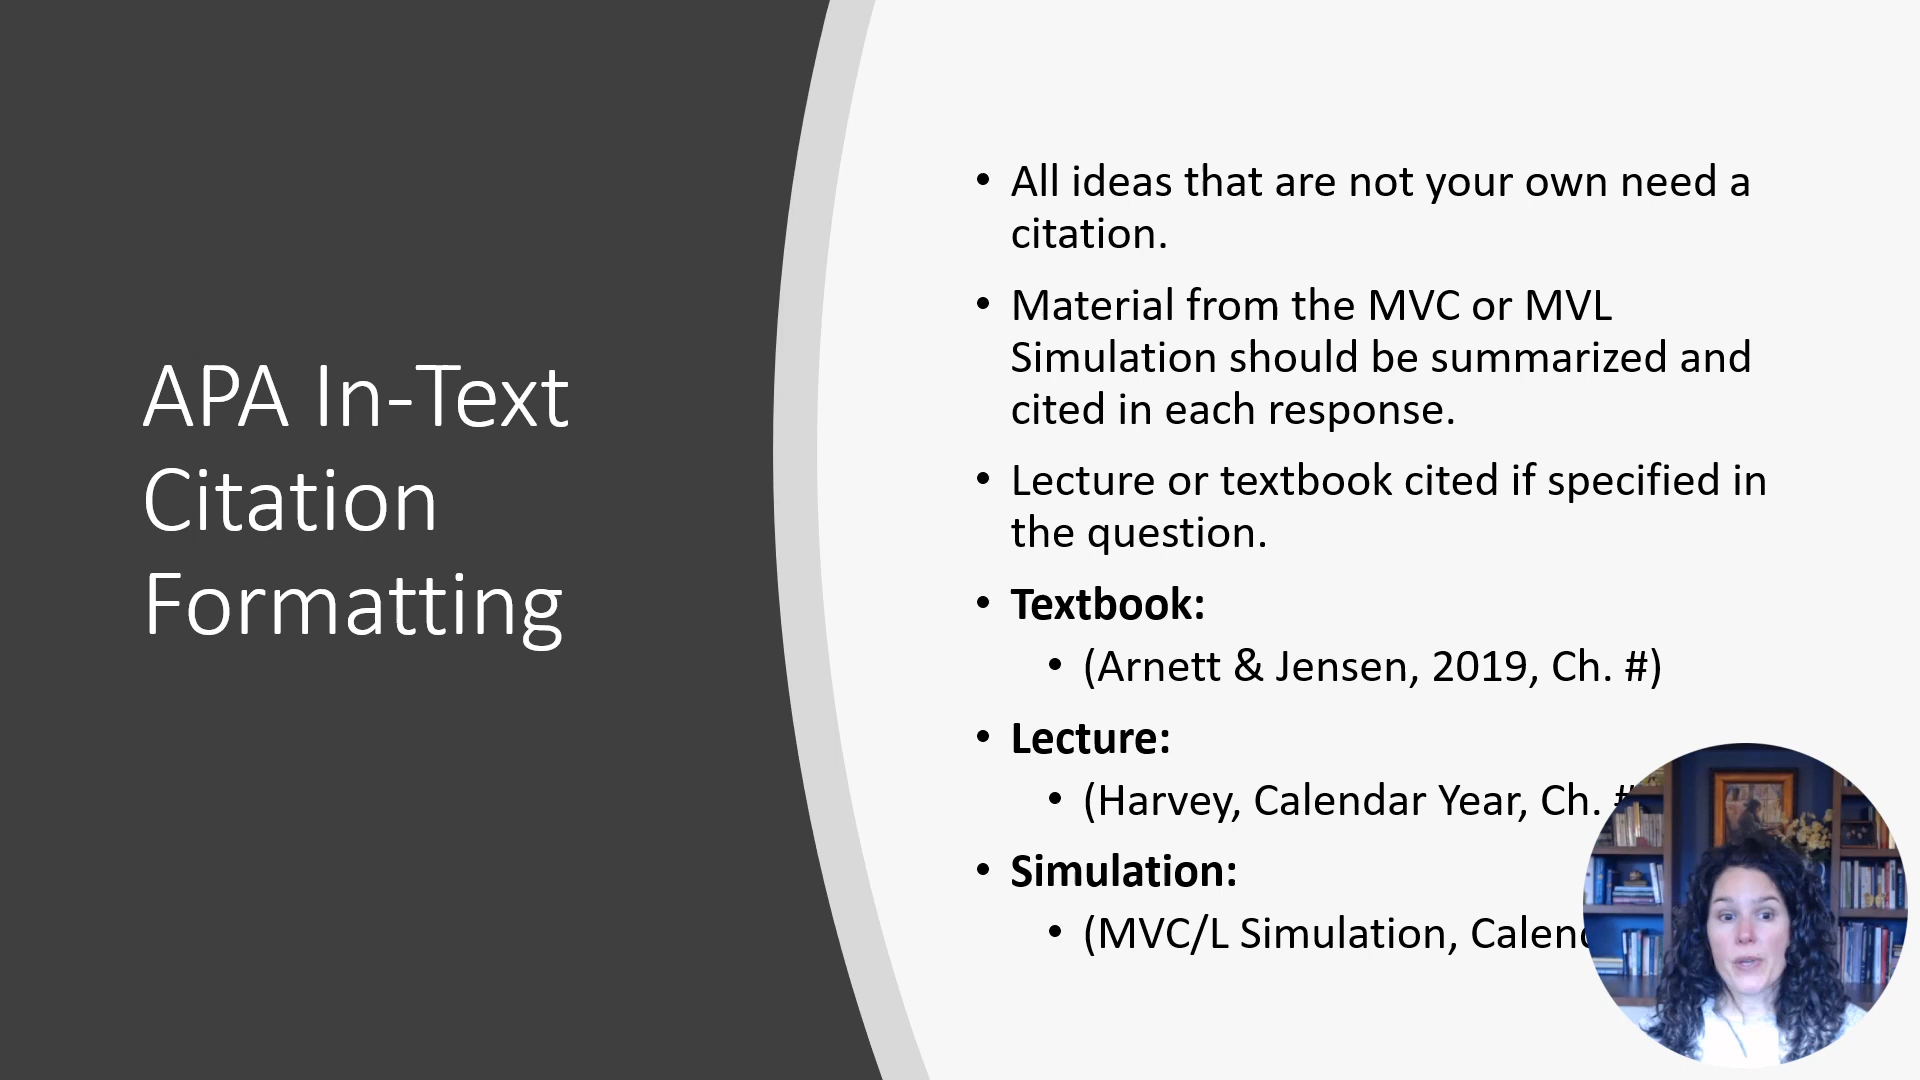 APA In-Text
Citation
Formatting
• All ideas that are not your own need a
citation.
• Material from the MVC or MVL
Simulation should be summarized and
cited in each response.
• Lecture or textbook cited if specified in
the question.
• Textbook:
• (Arnett & Jensen, 2019, Ch. #)
• Lecture:
• (Harvey, Calendar Year, Ch. #
• Simulation:
• (MVC/L Simulation,